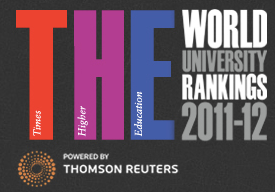 THE
Times
Higher
Education
WORLD
UNIVERSITY
RANKINGS
2011-12
POWERED BY
THOMSON REUTERS